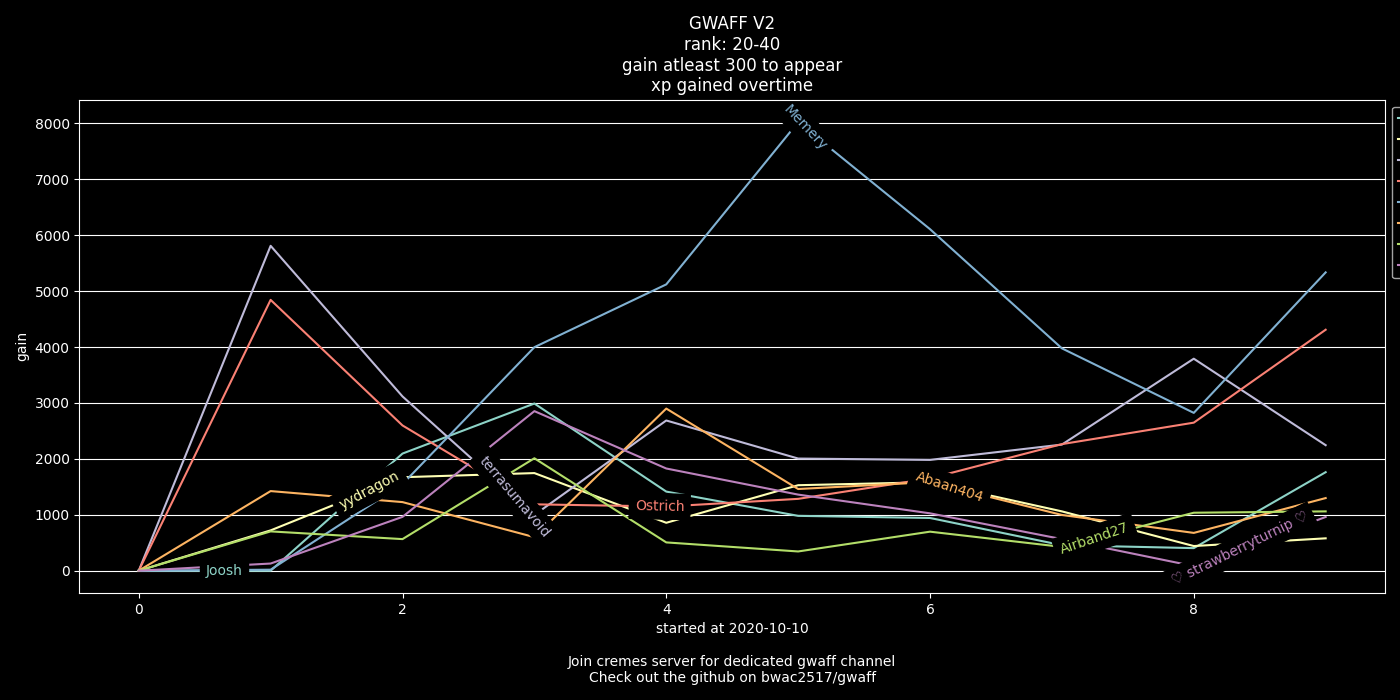 GWAFF V2
rank: 20-40
gain atleast 300 to appear
xp gained overtime
8000
7000
6000
5000
4000
3000
2000
1000
0
gain
Memery
yydragon
terrasumavoid
Ostrich
Abaan404
Airband27
♡ strawberryturnip ♡
Joosh
0 2 4 6 8
started at 2020-10-10
Join cremes server for dedicated gwaff channel
Check out the github on bwac2517/gwaff